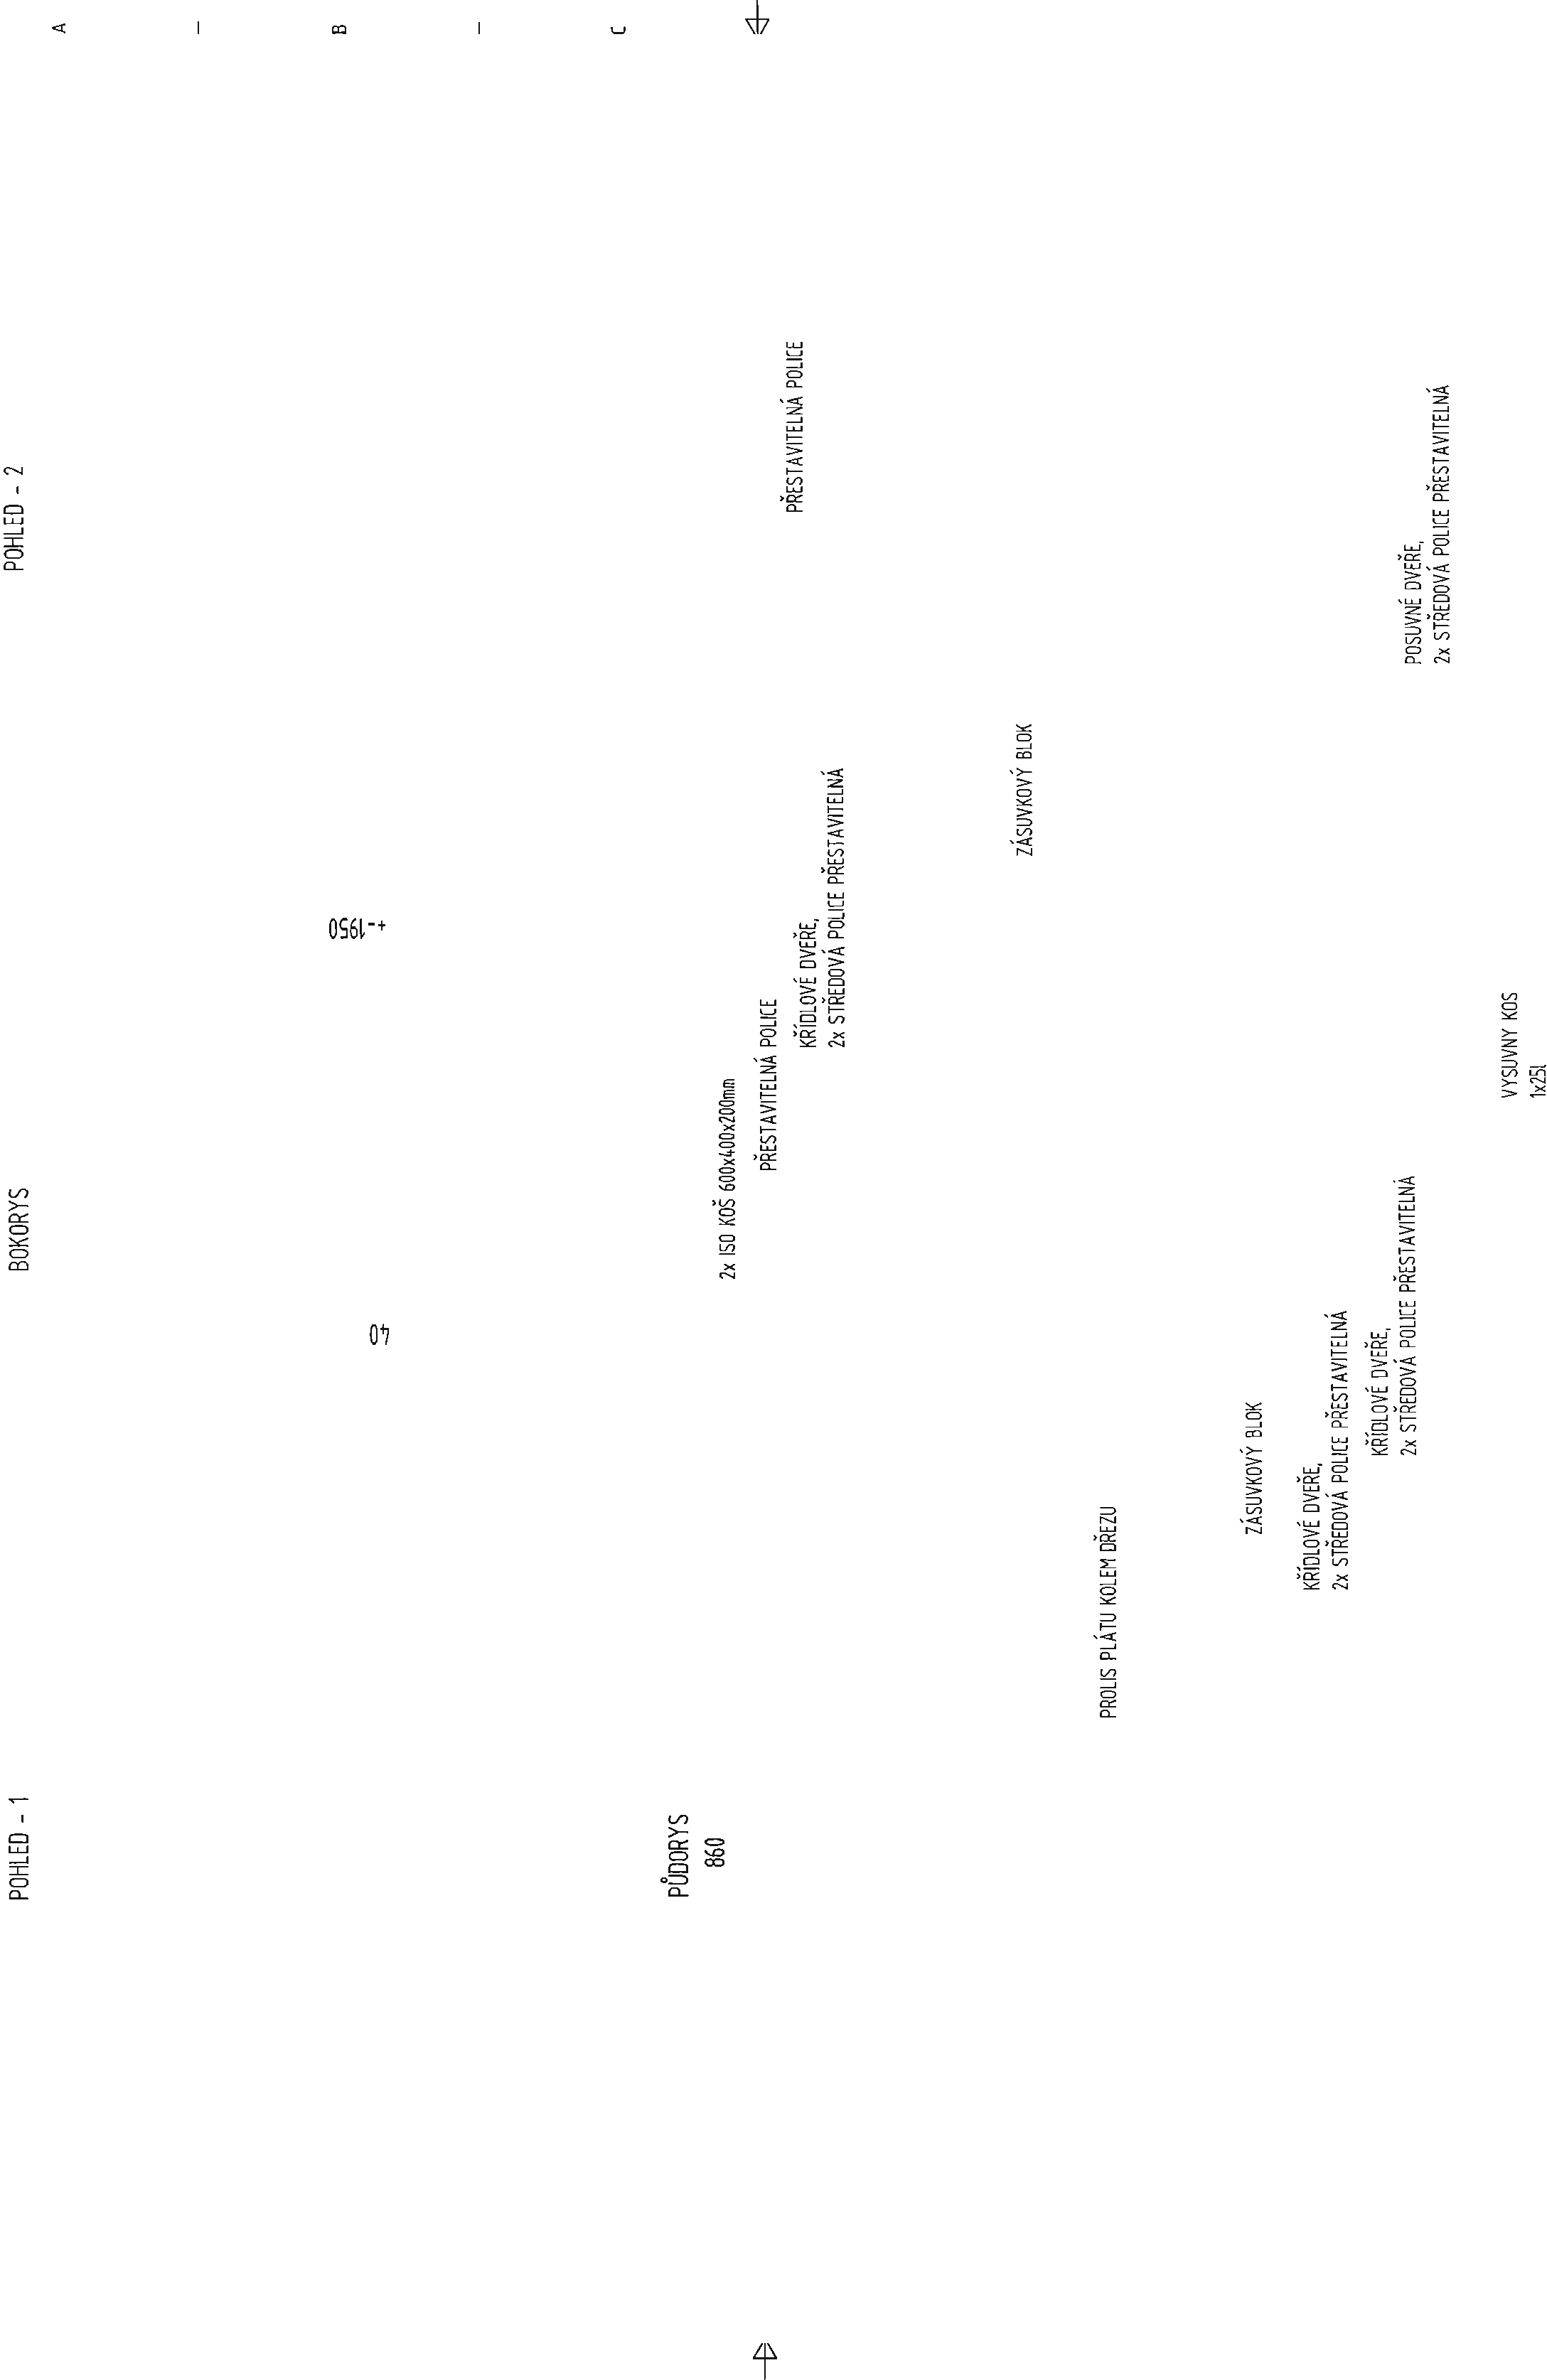 A
B
C
POHLED - 1
BOKORYS
POHLED - 2
+-1950
40
PŮDORYS
860
2x ISO KOŠ 600x400x200mm
PŘESTAVITELNÁ POLICE
PŘESTAVITELNÁ POLICE
KŘÍDLOVÉ DVEŘE,
2x STŘEDOVÁ POLICE PŘESTAVITELNÁ
ZÁSUVKOVÝ BLOK
PROLIS PLÁTU KOLEM DŘEZU
ZÁSUVKOVÝ BLOK
KŘÍDLOVÉ DVEŘE,
2x STŘEDOVÁ POLICE PŘESTAVITELNÁ
KŘÍDLOVÉ DVEŘE,
2x STŘEDOVÁ POLICE PŘESTAVITELNÁ
POSUVNÉ DVEŘE,
2x STŘEDOVÁ POLICE PŘESTAVITELNÁ
VYSUVNY KOS
1x25l